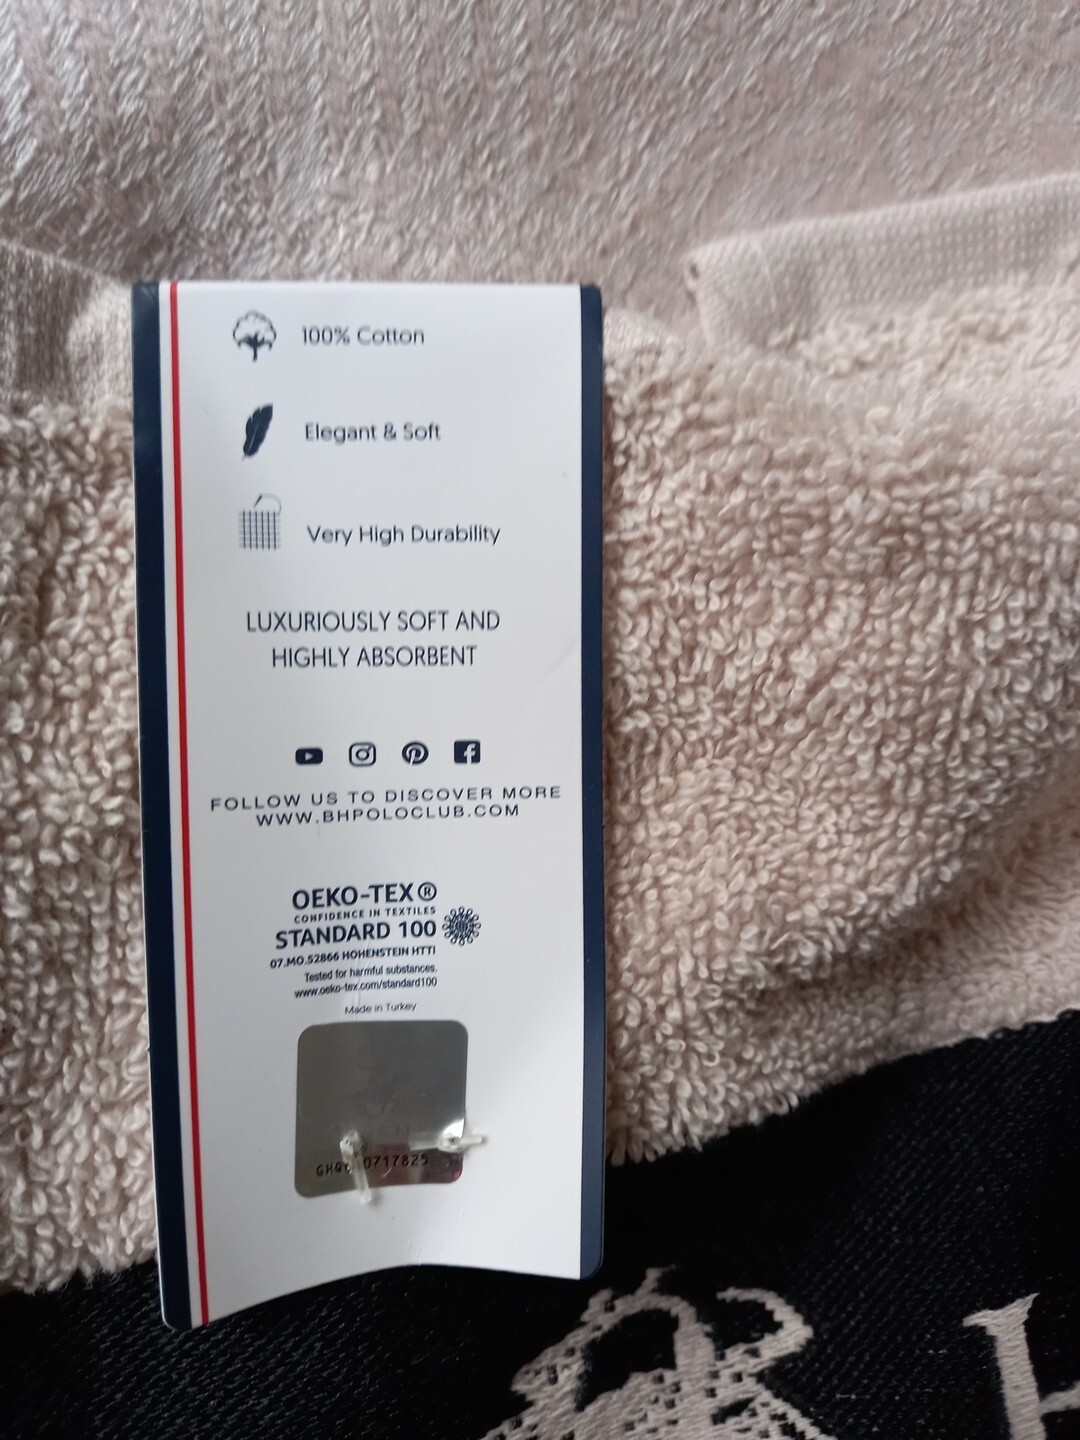 100% Cotton
Elegant & Soft
Very High Durability
LUXURIOUSLY SOFT AND
HIGHLY ABSORBENT
FOLLOW US TO DISCOVER MORE
WWW.BHPOLOCLUB.COM
OEKO-TEX®
CONFIDENCE IN TEXTILES
STANDARD 100
07.MO.52866 HOHENSTEIN HTTI
Tested for harmful substances.
www.oeko-tex.com/standard100
Made in Turkey